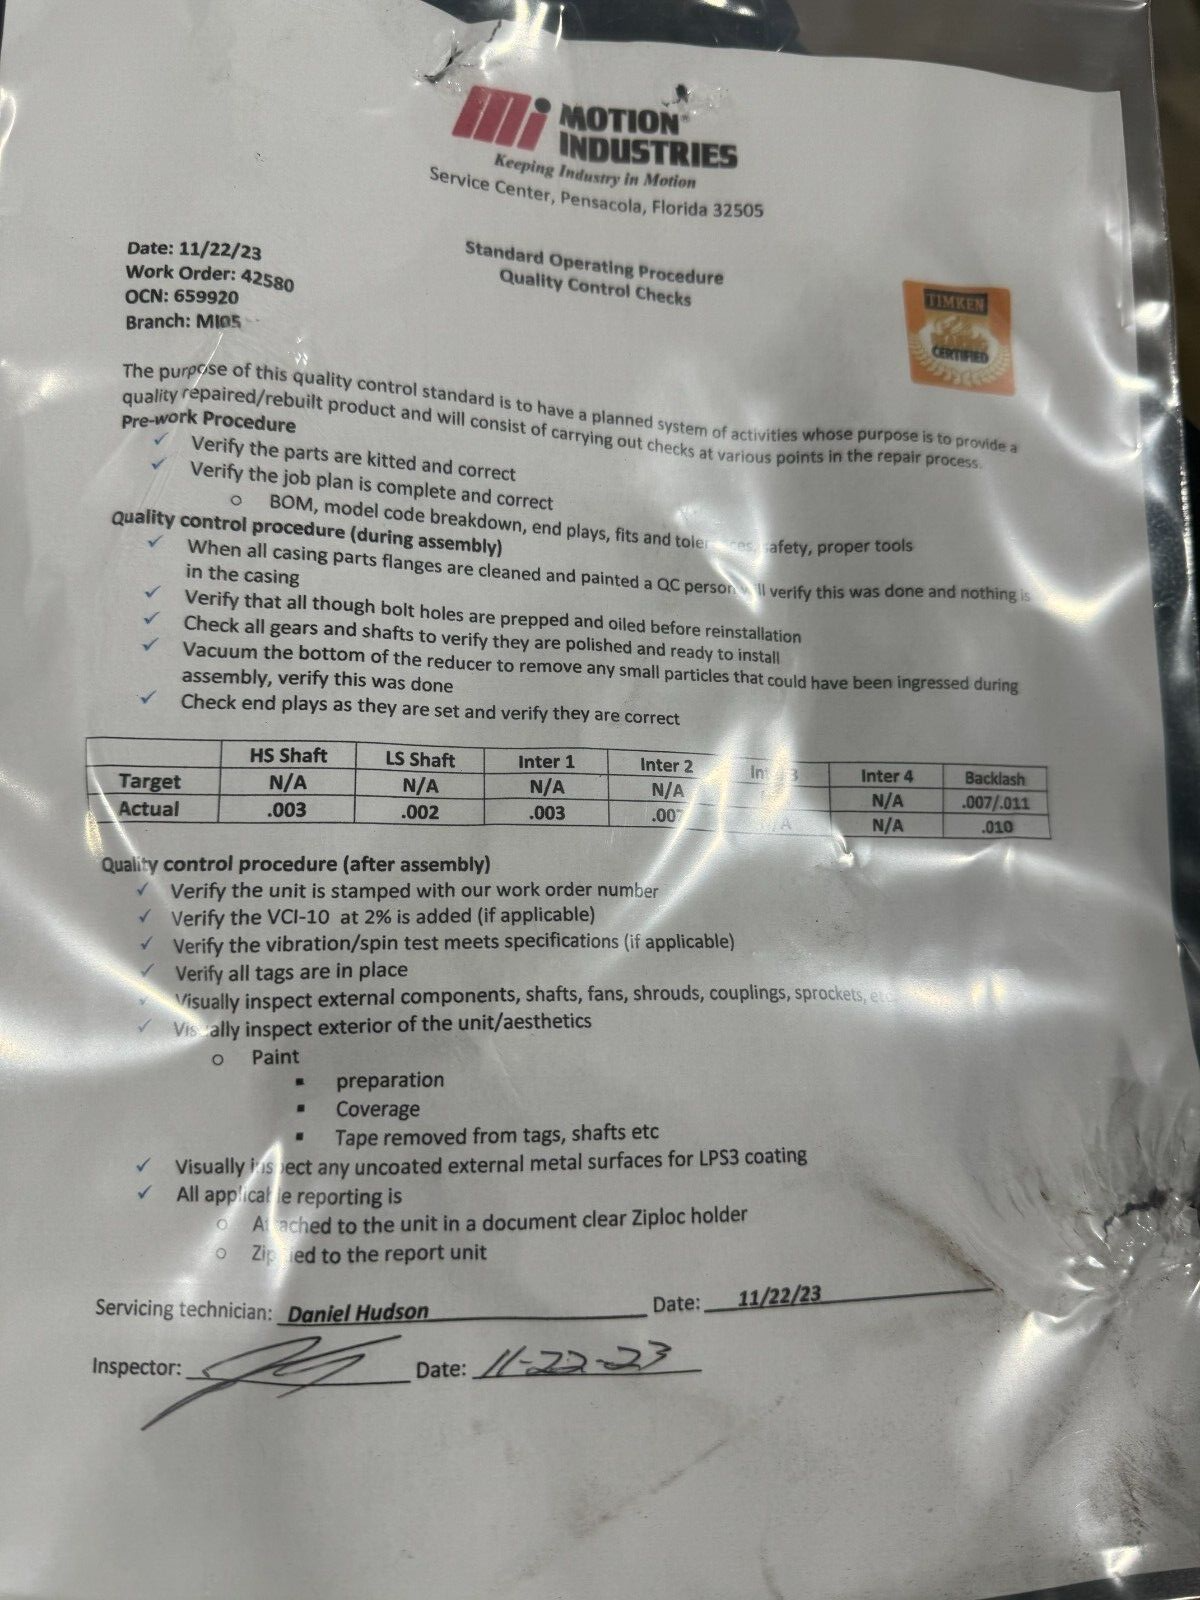 Mi MOTION
INDUSTRIES
Keeping Industry in Motion
Service Center, Pensacola, Florida 32505
Date: 11/22/23
Work Order: 42580
OCN: 659920
Branch: MI05
Standard Operating Procedure
Quality Control Checks
TIMKEN
CERTIFIED
The purpose of this quality control standard is to have a planned system of activities whose purpose is to provide a
quality repaired/rebuilt product and will consist of carrying out checks at various points in the repair process.
Pre-work Procedure
✓ Verify the parts are kitted and correct
✓ Verify the job plan is complete and correct
o BOM, model code breakdown, end plays, fits and safety, proper tools
Quality control procedure (during assembly)
✓ When all casing parts flanges are cleaned and painted a QC person will verify this was done and nothing is
in the casing
✓ Verify that all though bolt holes are prepped and oiled before reinstallation
✓ Check all gears and shafts to verify they are polished and ready to install
✓ Vacuum the bottom of the reducer to remove any small particles that could have been ingressed during
assembly, verify this was done
✓ Check end plays as they are set and verify they are correct
HS Shaft LS Shaft Inter 1 Inter 2 Inter 3 Inter 4 Backlash
Target N/A N/A N/A N/A N/A .007/.011
Actual .003 .002 .003 N/A N/A .010
Quality control procedure (after assembly)
✓ Verify the unit is stamped with our work order number
✓ Verify the VCI-10 at 2% is added (if applicable)
✓ Verify the vibration/spin test meets specifications (if applicable)
✓ Verify all tags are in place
✓ Visually inspect external components, shafts, fans, shrouds, couplings, sprockets, etc
✓ Visually inspect exterior of the unit/aesthetics
o Paint
▪ preparation
▪ Coverage
▪ Tape removed from tags, shafts etc
✓ Visually inspect any uncoated external metal surfaces for LPS3 coating
✓ All applicable reporting is
o Attached to the unit in a document clear Ziploc holder
o Zip tied to the report unit
Servicing technician: Daniel Hudson Date: 11/22/23
Inspector: Date: 11-22-23